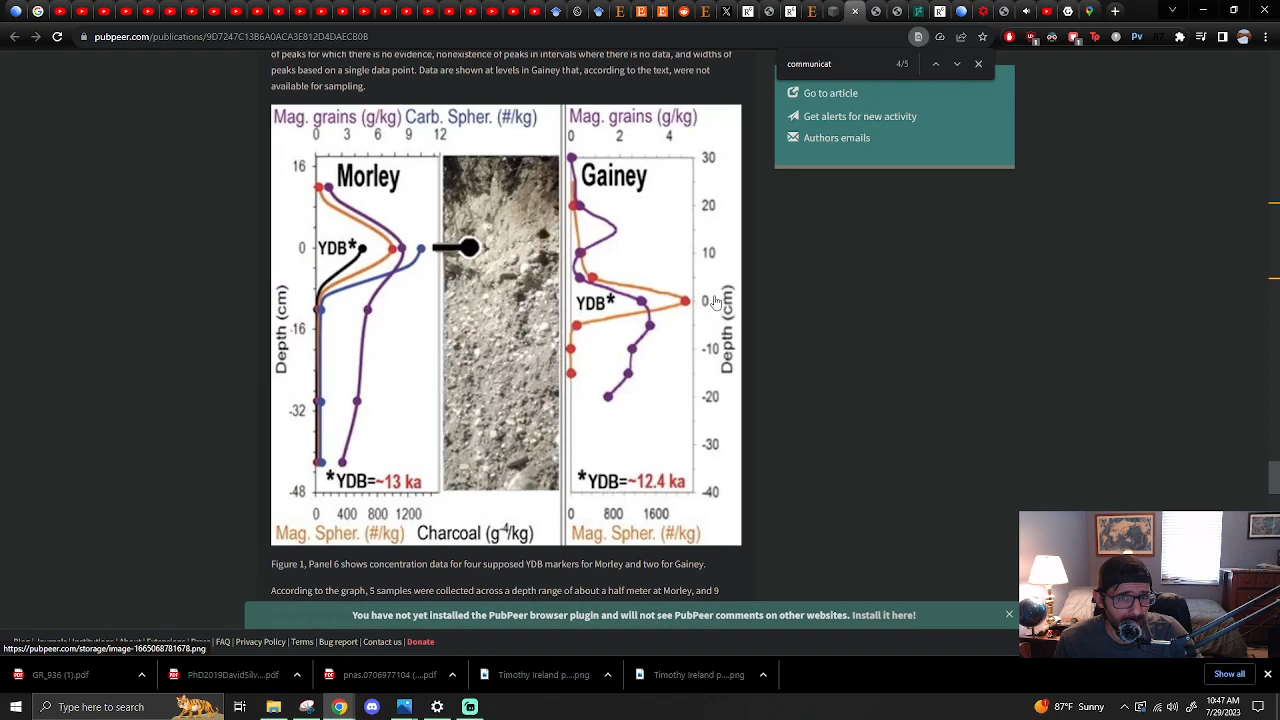 pubpeer.com/publications/9D7247C13B6A0ACA3E6D4B4D4DAECB0B
communicat
4/5
of peaks for which there is no evidence, nonexistence of peaks in intervals where there is no data, and widths of
peaks based on a single data point. Data are shown at levels in Gainey that, according to the text, were not
available for sampling.
Go to article
Get alerts for new activity
Authors emails
Mag. grains (g/kg) Carb. Spher. (#/kg)
0 3 6 9 12
Mag. grains (g/kg)
0 2 4
16
0
-16
-32
-48
Depth (cm)
Morley
YDB*
*YDB=~13 ka
0 400 800 1200
Mag. Spher. (#/kg) Charcoal (g-4/kg)
Gainey
YDB*
*YDB=~12.4 ka
30
20
10
0
-10
-20
-30
-40
Depth (cm)
0 800 1600
Mag. Spher. (#/kg)
Figure 1, Panel 6 shows concentration data for four supposed YDB markers for Morley and two for Gainey.
According to the graph, 5 samples were collected across a depth range of about a half meter at Morley, and 9
You have not yet installed the PubPeer browser plugin and will not see PubPeer comments on other websites. Install it here!
FAQ | Privacy Policy | Terms | Bug report | Contact us | Donate
https://pubpeer.com/storage/image-1665068781678.png
GR_936 (1).pdf
PhD2019DavidSilv....pdf
pnas.0706977104 (....pdf
Timothy Ireland p....png
Timothy Ireland p....png
Show all
Type here to search
87°F Sunny
10:47 AM
7/29/2023